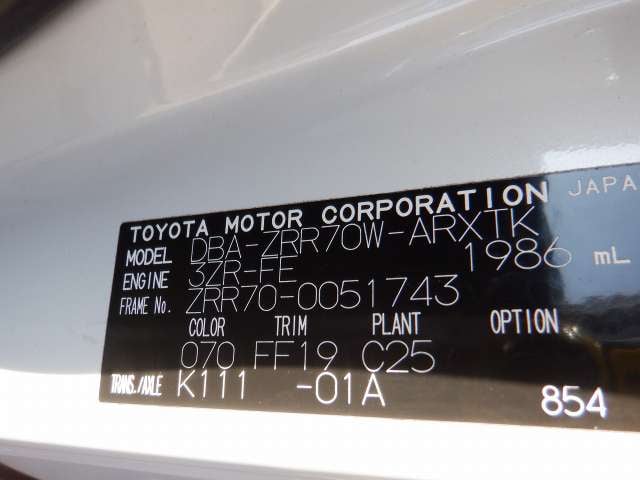 TOYOTA MOTOR CORPORATION JAPA
MODEL DBA-ZRR70W-ARXTK
ENGINE 3ZR-FE 1986 mL
FRAME No. ZRR70-0051743
COLOR TRIM PLANT OPTION
070 FF19 C25
TRANS./AXLE K111 -01A
854